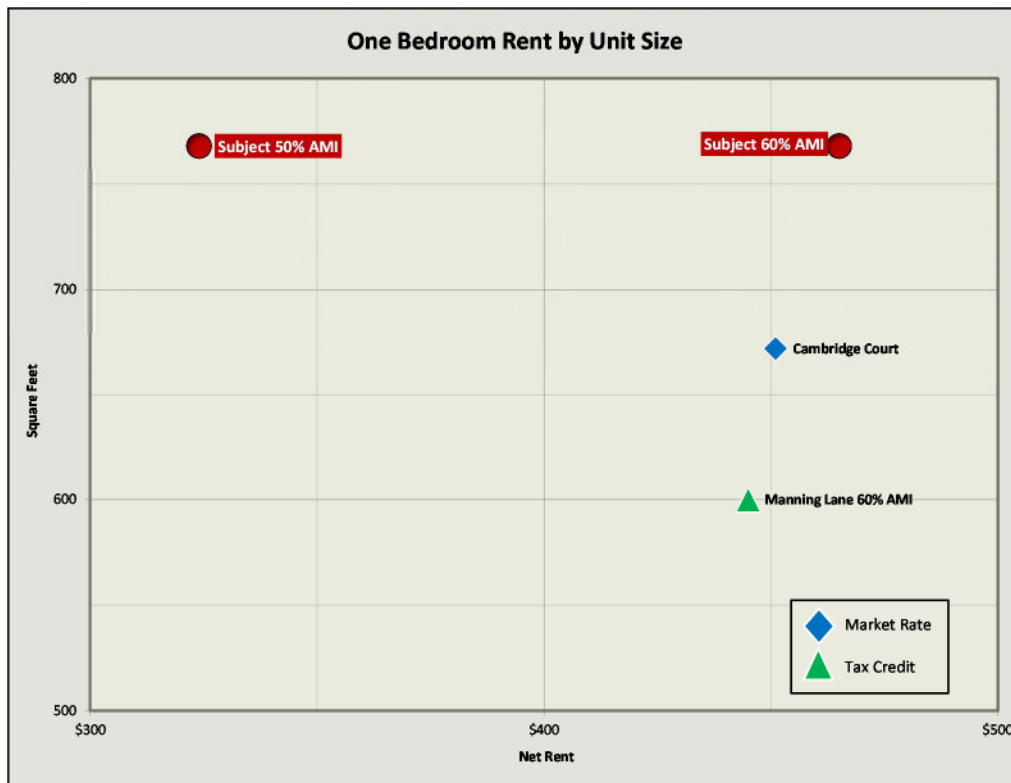 One Bedroom Rent by Unit Size
800
Subject 50% AMI
Subject 60% AMI
700
Cambridge Court
Square Feet
600
Manning Lane 60% AMI
Market Rate
Tax Credit
500
$300
$400
$500
Net Rent